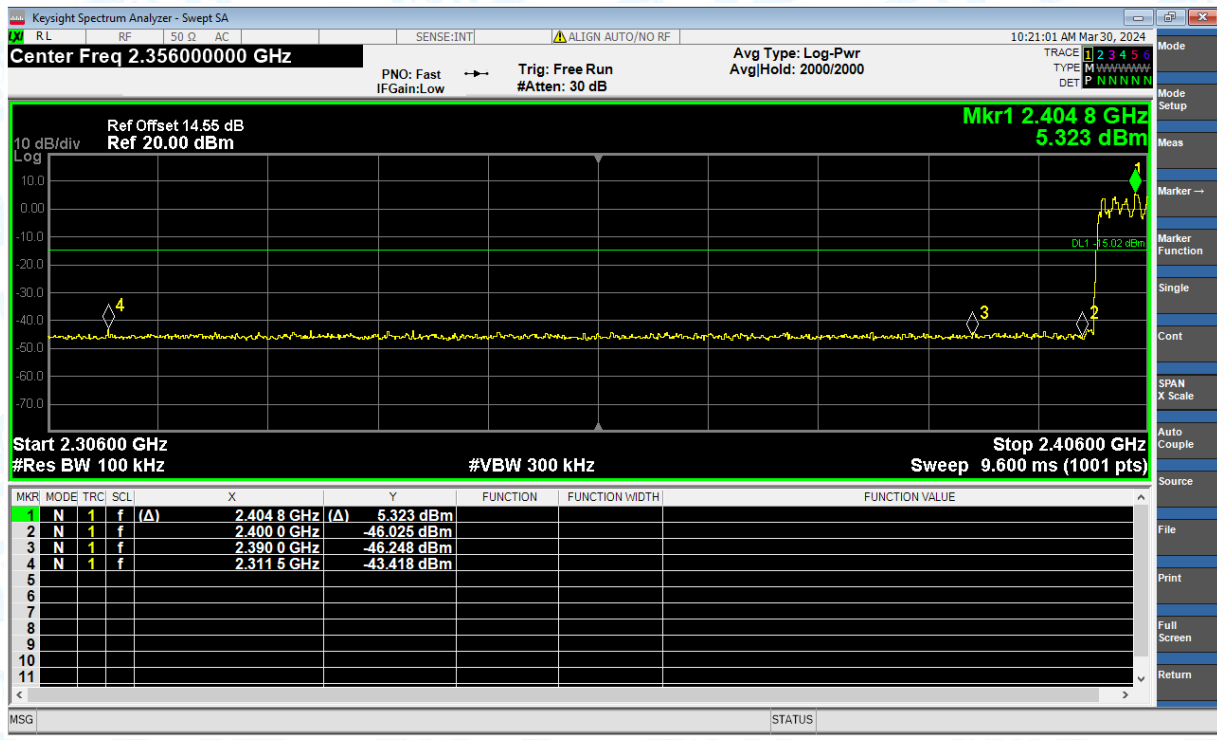 Keysight Spectrum Analyzer - Swept SA
LXI RL RF 50 Ω AC SENSE:INT ALIGN AUTO/NO RF 10:21:01 AM Mar 30, 2024
Center Freq 2.356000000 GHz
PNO: Fast
IFGain:Low
Trig: Free Run
#Atten: 30 dB
Avg Type: Log-Pwr
Avg|Hold: 2000/2000
TRACE 1 2 3 4 5 6
TYPE M WWWWW
DET P N N N N N
Ref Offset 14.55 dB
10 dB/div Ref 20.00 dBm
Log
Mkr1 2.404 8 GHz
5.323 dBm
10.0
0.00
-10.0
-20.0
-30.0
-40.0
-50.0
-60.0
-70.0
1
DL1 -15.02 dBm
4
3
2
Start 2.30600 GHz Stop 2.40600 GHz
#Res BW 100 kHz #VBW 300 kHz Sweep 9.600 ms (1001 pts)
MKR MODE TRC SCL X Y FUNCTION FUNCTION WIDTH FUNCTION VALUE
1 N 1 f (Δ) 2.404 8 GHz (Δ) 5.323 dBm
2 N 1 f 2.400 0 GHz -46.025 dBm
3 N 1 f 2.390 0 GHz -46.248 dBm
4 N 1 f 2.311 5 GHz -43.418 dBm
5
6
7
8
9
10
11
MSG STATUS
Mode
Mode
Setup
Meas
Marker →
Marker
Function
Single
Cont
SPAN
X Scale
Auto
Couple
Source
File
Print
Full
Screen
Return